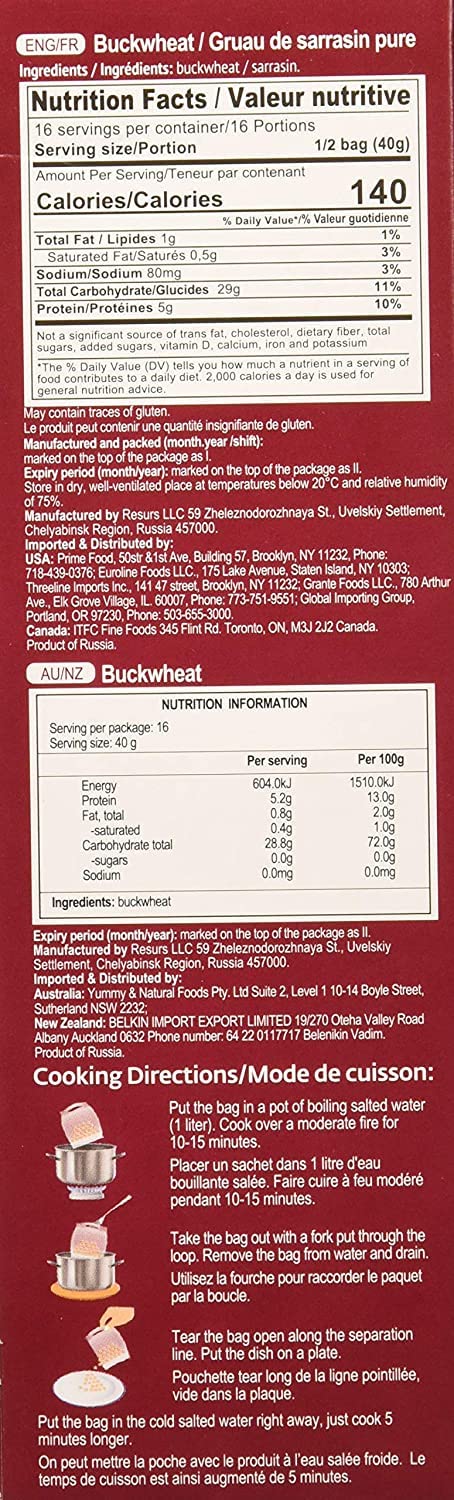 ENG/FR Buckwheat / Gruau de sarrasin pure
Ingredients / Ingrédients: buckwheat / sarrasin.
Nutrition Facts / Valeur nutritive
16 servings per container/16 Portions
Serving size/Portion 1/2 bag (40g)
Amount Per Serving/Teneur par contenant
Calories/Calories 140
% Daily Value*/% Valeur quotidienne
Total Fat / Lipides 1g 1%
Saturated Fat/Saturés 0,5g 3%
Sodium/Sodium 80mg 3%
Total Carbohydrate/Glucides 29g 11%
Protein/Protéines 5g 10%
Not a significant source of trans fat, cholesterol, dietary fiber, total
sugars, added sugars, vitamin D, calcium, iron and potassium
*The % Daily Value (DV) tells you how much a nutrient in a serving of
food contributes to a daily diet. 2,000 calories a day is used for
general nutrition advice.
May contain traces of gluten.
Le produit peut contenir une quantité insignifiante de gluten.
Manufactured and packed (month.year /shift):
marked on the top of the package as I.
Expiry period (month/year): marked on the top of the package as II.
Store in dry, well-ventilated place at temperatures below 20°C and relative humidity
of 75%.
Manufactured by Resurs LLC 59 Zheleznodorozhnaya St., Uvelskiy Settlement,
Chelyabinsk Region, Russia 457000.
Imported & Distributed by:
USA: Prime Food, 50str &1st Ave, Building 57, Brooklyn, NY 11232, Phone:
718-439-0376; Euroline Foods LLC., 175 Lake Avenue, Staten Island, NY 10303;
Threeline Imports Inc., 141 47 street, Brooklyn, NY 11232; Grante Foods LLC., 780 Arthur
Ave., Elk Grove Village, IL. 60007, Phone: 773-751-9551; Global Importing Group,
Portland, OR 97230, Phone: 503-655-3000.
Canada: ITFC Fine Foods 345 Flint Rd. Toronto, ON, M3J 2J2 Canada.
Product of Russia.
AU/NZ Buckwheat
NUTRITION INFORMATION
Serving per package: 16
Serving size: 40 g
Per serving Per 100g
Energy 604.0kJ 1510.0kJ
Protein 5.2g 13.0g
Fat, total 0.8g 2.0g
-saturated 0.4g 1.0g
Carbohydrate total 28.8g 72.0g
-sugars 0.0g 0.0g
Sodium 0.0mg 0.0mg
Ingredients: buckwheat
Expiry period (month/year): marked on the top of the package as II.
Manufactured by Resurs LLC 59 Zheleznodorozhnaya St., Uvelskiy
Settlement, Chelyabinsk Region, Russia 457000.
Imported & Distributed by:
Australia: Yummy & Natural Foods Pty. Ltd Suite 2, Level 1 10-14 Boyle Street,
Sutherland NSW 2232;
New Zealand: BELKIN IMPORT EXPORT LIMITED 19/270 Oteha Valley Road
Albany Auckland 0632 Phone number: 64 22 0117717 Belenikin Vadim.
Product of Russia.
Cooking Directions/Mode de cuisson:
Put the bag in a pot of boiling salted water
(1 liter). Cook over a moderate fire for
10-15 minutes.
Placer un sachet dans 1 litre d'eau
bouillante salée. Faire cuire à feu modéré
pendant 10-15 minutes.
Take the bag out with a fork put through the
loop. Remove the bag from water and drain.
Utilisez la fourche pour raccorder le paquet
par la boucle.
Tear the bag open along the separation
line. Put the dish on a plate.
Pouchette tear long de la ligne pointillée,
vide dans la plaque.
Put the bag in the cold salted water right away, just cook 5
minutes longer.
On peut mettre la poche avec le produit à l'eau salée froide. Le
temps de cuisson est ainsi augmenté de 5 minutes.